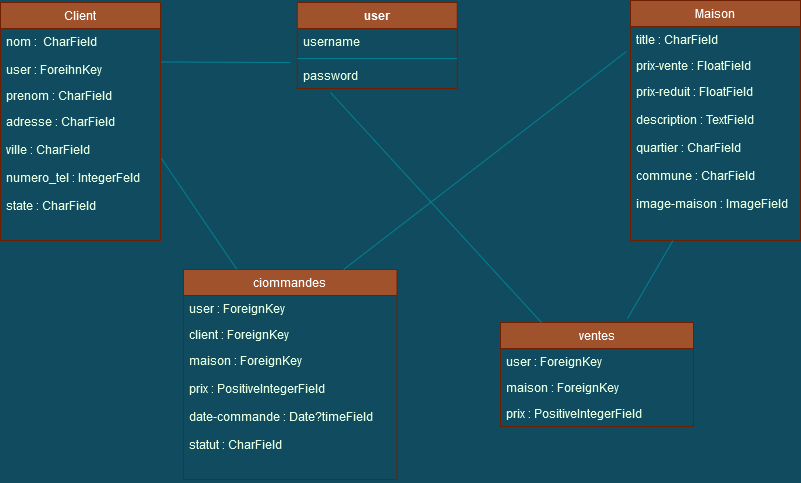 Client
nom :  CharField
user : ForeihnKey
prenom : CharField
adresse : CharField
ville : CharField
numero_tel : IntegerFeld
state : CharField
user
username
password
Maison
title : CharField
prix-vente : FloatField
prix-reduit : FloatField
description : TextField
quartier : CharField
commune : CharField
image-maison : ImageField
ciommandes
user : ForeignKey
client : ForeignKey
maison : ForeignKey
prix : PositiveIntegerField
date-commande : Date?timeField
statut : CharField
ventes
user : ForeignKey
maison : ForeignKey
prix : PositiveIntegerField